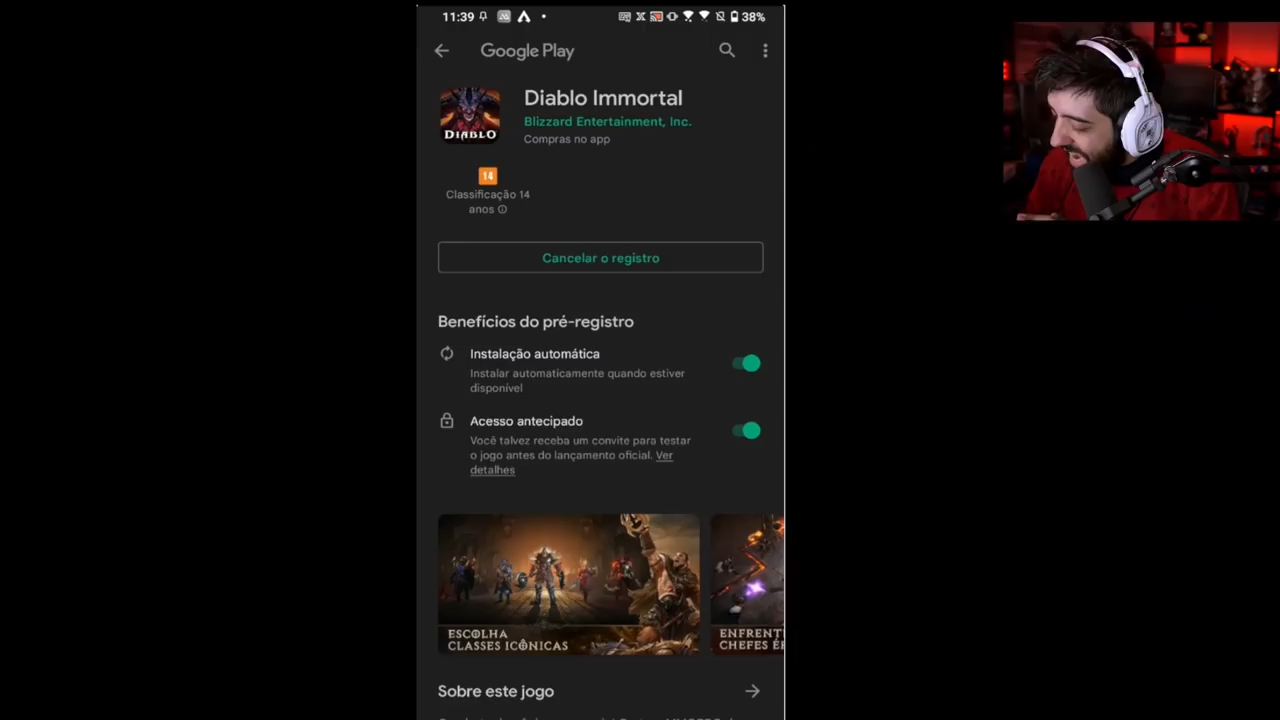 11:39
38%
Google Play
DIABLO
Diablo Immortal
Blizzard Entertainment, Inc.
Compras no app
14
Classificação 14
anos
Cancelar o registro
Benefícios do pré-registro
Instalação automática
Instalar automaticamente quando estiver
disponível
Acesso antecipado
Você talvez receba um convite para testar
o jogo antes do lançamento oficial. Ver
detalhes
ESCOLHA
CLASSES ICÔNICAS
ENFRENT
CHEFES ÉP
Sobre este jogo